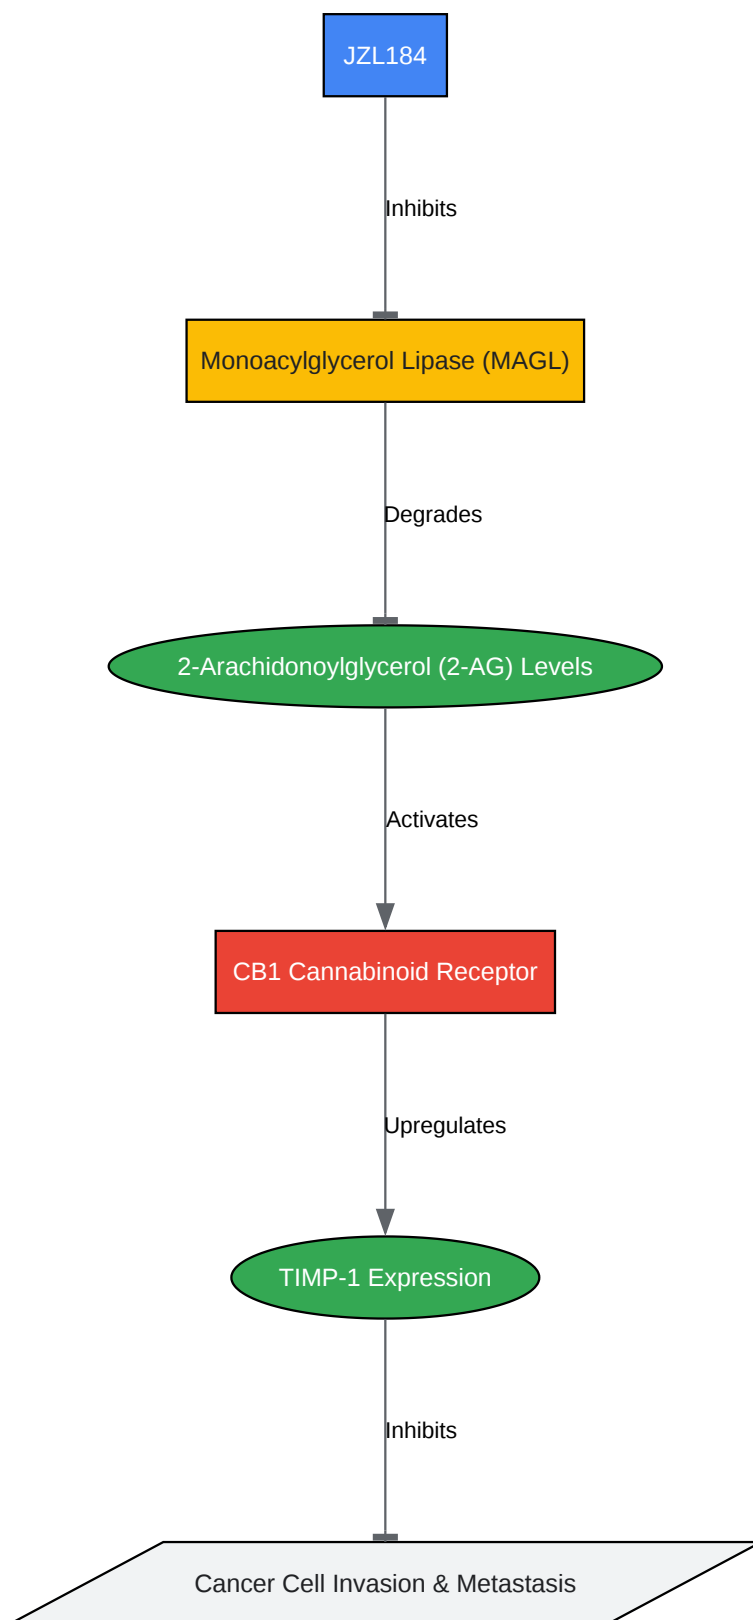 JZL184
Inhibits
Monoacylglycerol Lipase (MAGL)
Degrades
2-Arachidonoylglycerol (2-AG) Levels
Activates
CB1 Cannabinoid Receptor
Upregulates
TIMP-1 Expression
Inhibits
Cancer Cell Invasion & Metastasis